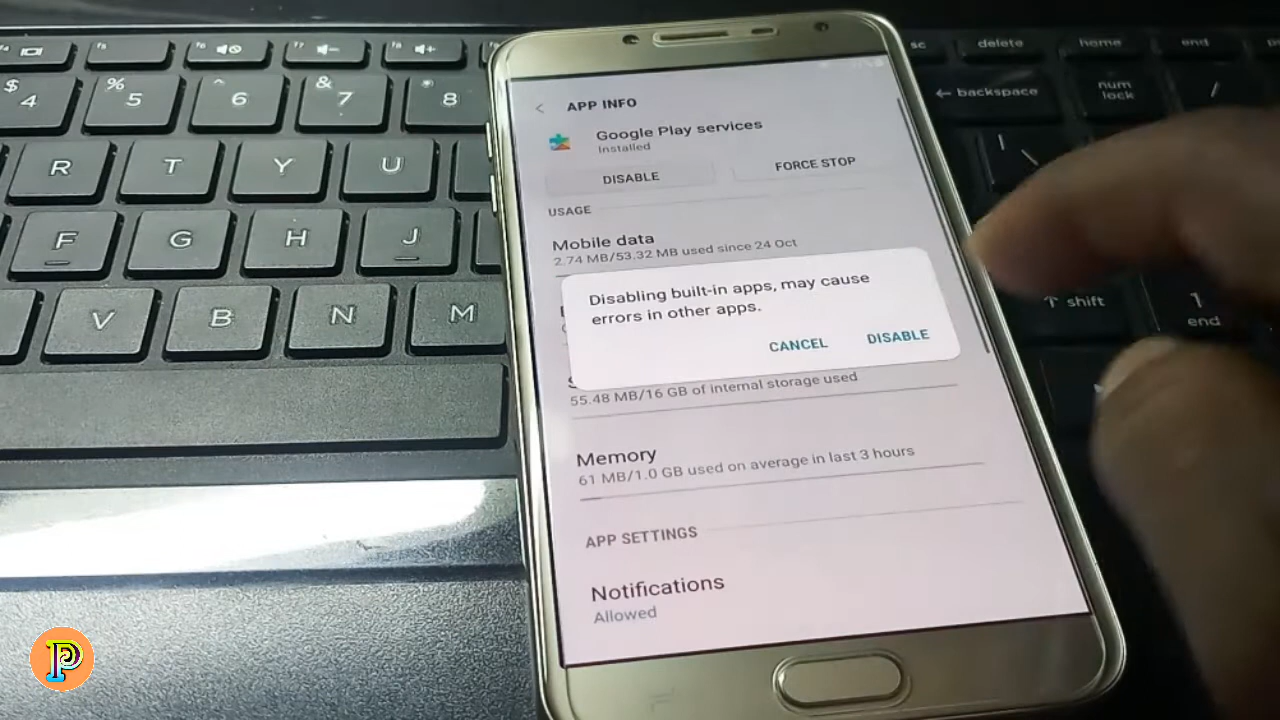 APP INFO
Google Play services
Installed
DISABLE
FORCE STOP
USAGE
Mobile data
2.74 MB/53.32 MB used since 24 Oct
Disabling built-in apps, may cause
errors in other apps.
CANCEL
DISABLE
55.48 MB/16 GB of internal storage used
Memory
61 MB/1.0 GB used on average in last 3 hours
APP SETTINGS
Notifications
Allowed
$
4
%
5
^
6
&
7
*
8
R
T
Y
U
F
G
H
J
V
B
N
M
delete
home
end
backspace
num
lock
/
shift
1
end
P